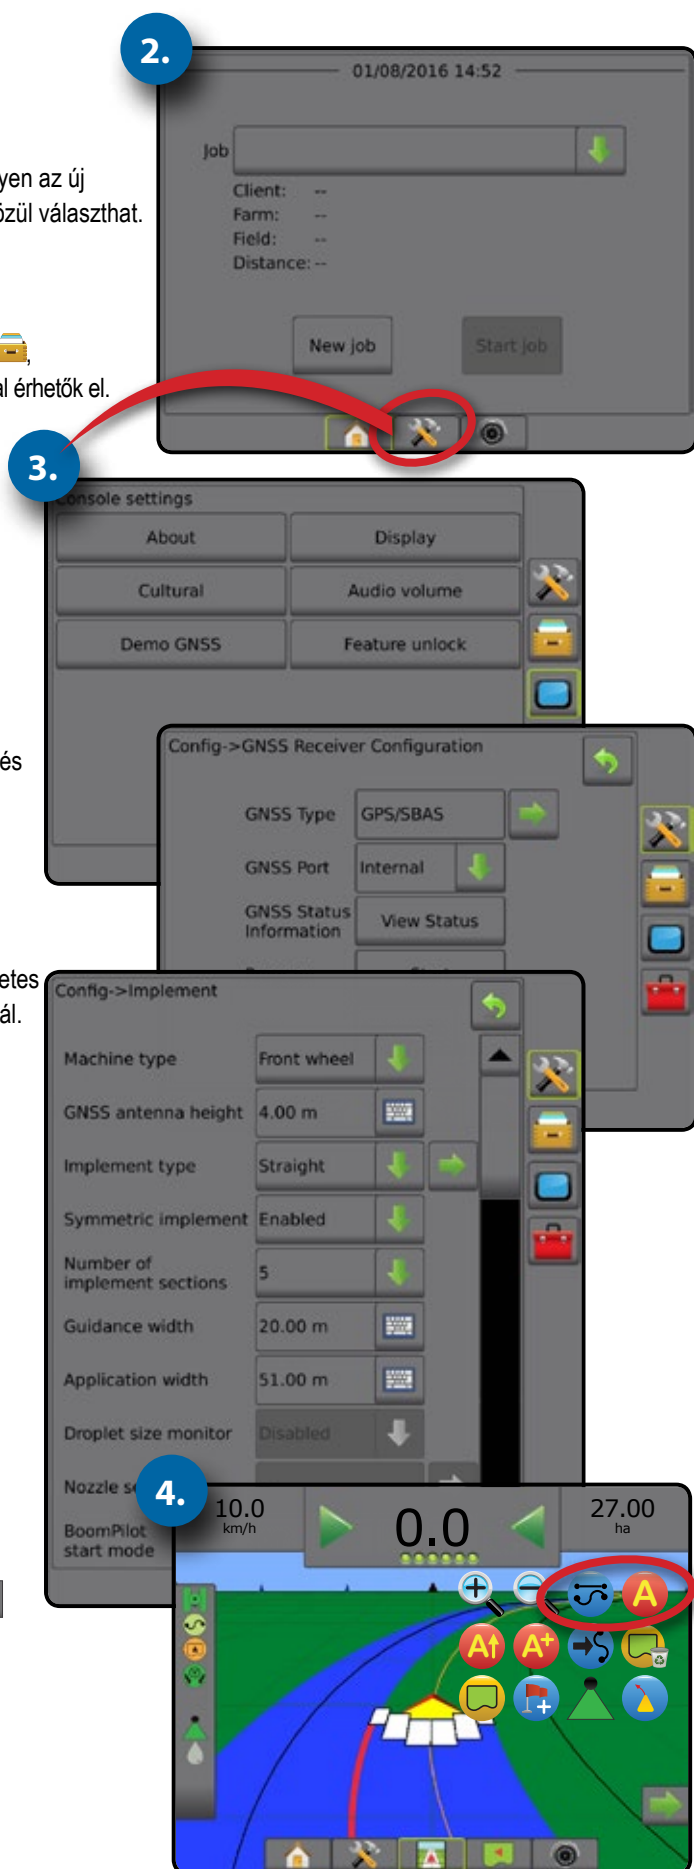 2.
01/08/2016 14:52
Job
Client: --
Farm: --
Field: --
Distance: --
New job
Start job
yen az új
özül választhat.
,
al érhetők el.
3.
Console settings
About
Display
Cultural
Audio volume
Demo GNSS
Feature unlock
és
Config->GNSS Receiver Configuration
GNSS Type
GPS/SBAS
GNSS Port
Internal
GNSS Status
Information
View Status
etes
ál.
Config->Implement
Machine type
Front wheel
GNSS antenna height
4.00 m
Implement type
Straight
Symmetric implement
Enabled
Number of
implement sections
5
Guidance width
20.00 m
Application width
51.00 m
Droplet size monitor
Disabled
Nozzle
BoomPilot
start mode
4.
10.0
km/h
0.0
27.00
ha
A
A
A+